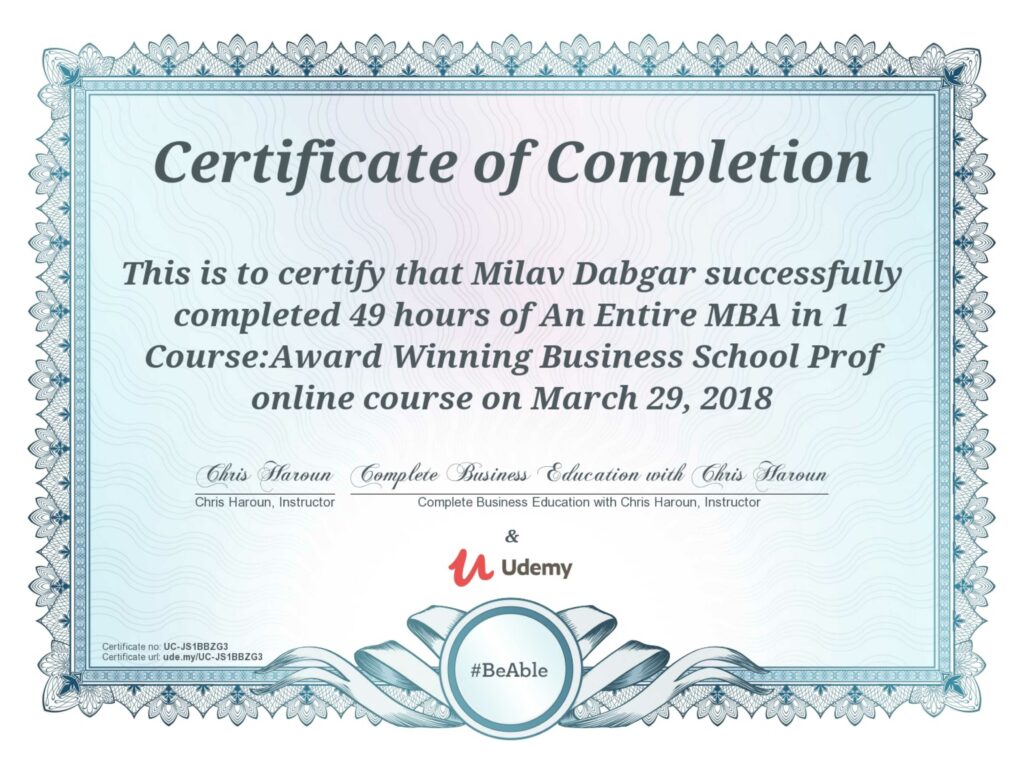 Certificate of Completion
This is to certify that Milav Dabgar successfully
completed 49 hours of An Entire MBA in 1
Course:Award Winning Business School Prof
online course on March 29, 2018
Chris Haroun Complete Business Education with Chris Haroun
Chris Haroun, Instructor Complete Business Education with Chris Haroun, Instructor
&
Udemy
Certificate no: UC-JS1BBZG3
Certificate url: ude.my/UC-JS1BBZG3
#BeAble